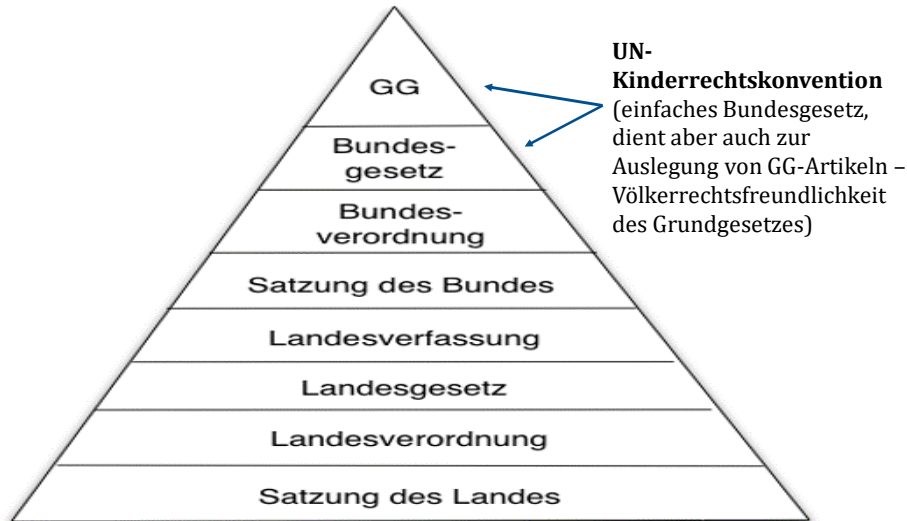 GG
Bundes-
gesetz
Bundes-
verordnung
Satzung des Bundes
Landesverfassung
Landesgesetz
Landesverordnung
Satzung des Landes
UN-
Kinderrechtskonvention
(einfaches Bundesgesetz,
dient aber auch zur
Auslegung von GG-Artikeln –
Völkerrechtsfreundlichkeit
des Grundgesetzes)